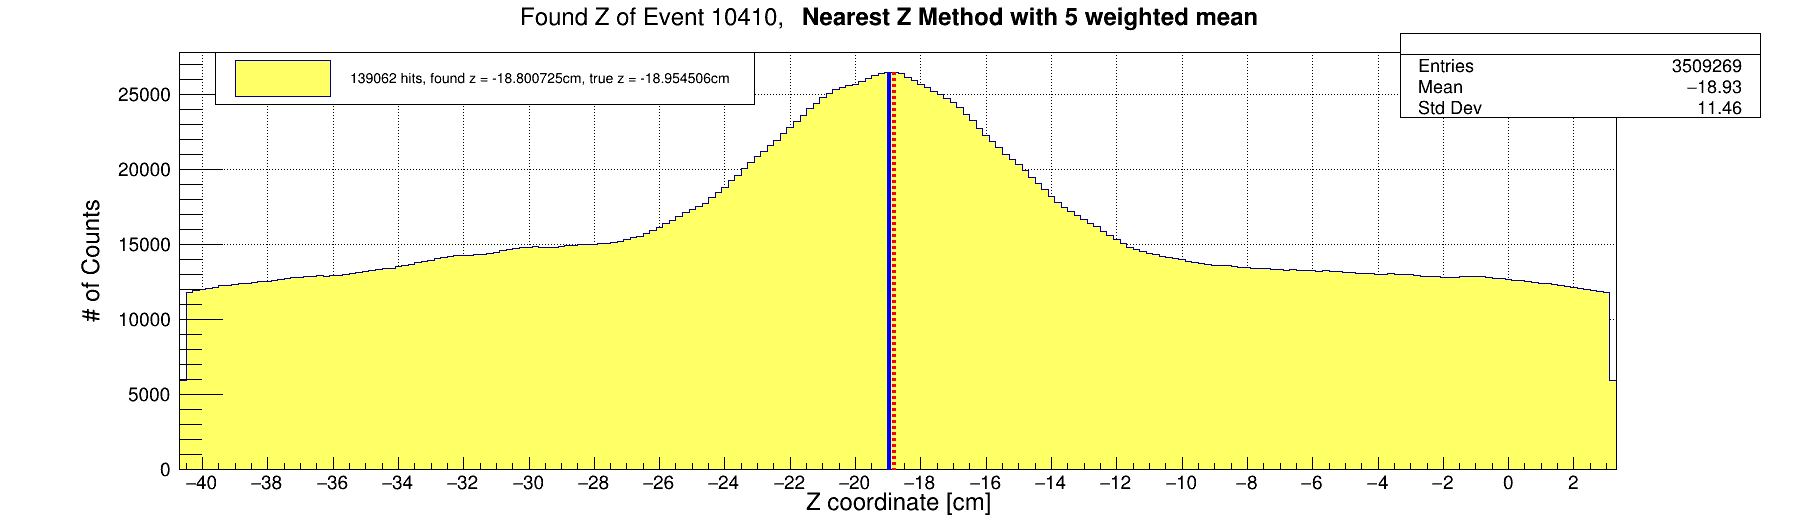 Found Z of Event 10410, Nearest Z Method with 5 weighted mean
139062 hits, found z = -18.800725cm, true z = -18.954506cm
Entries 3509269
Mean −18.93
Std Dev 11.46
# of Counts
25000
20000
15000
10000
5000
0
−40 −38 −36 −34 −32 −30 −28 −26 −24 −22 −20 −18 −16 −14 −12 −10 −8 −6 −4 −2 0 2
Z coordinate [cm]